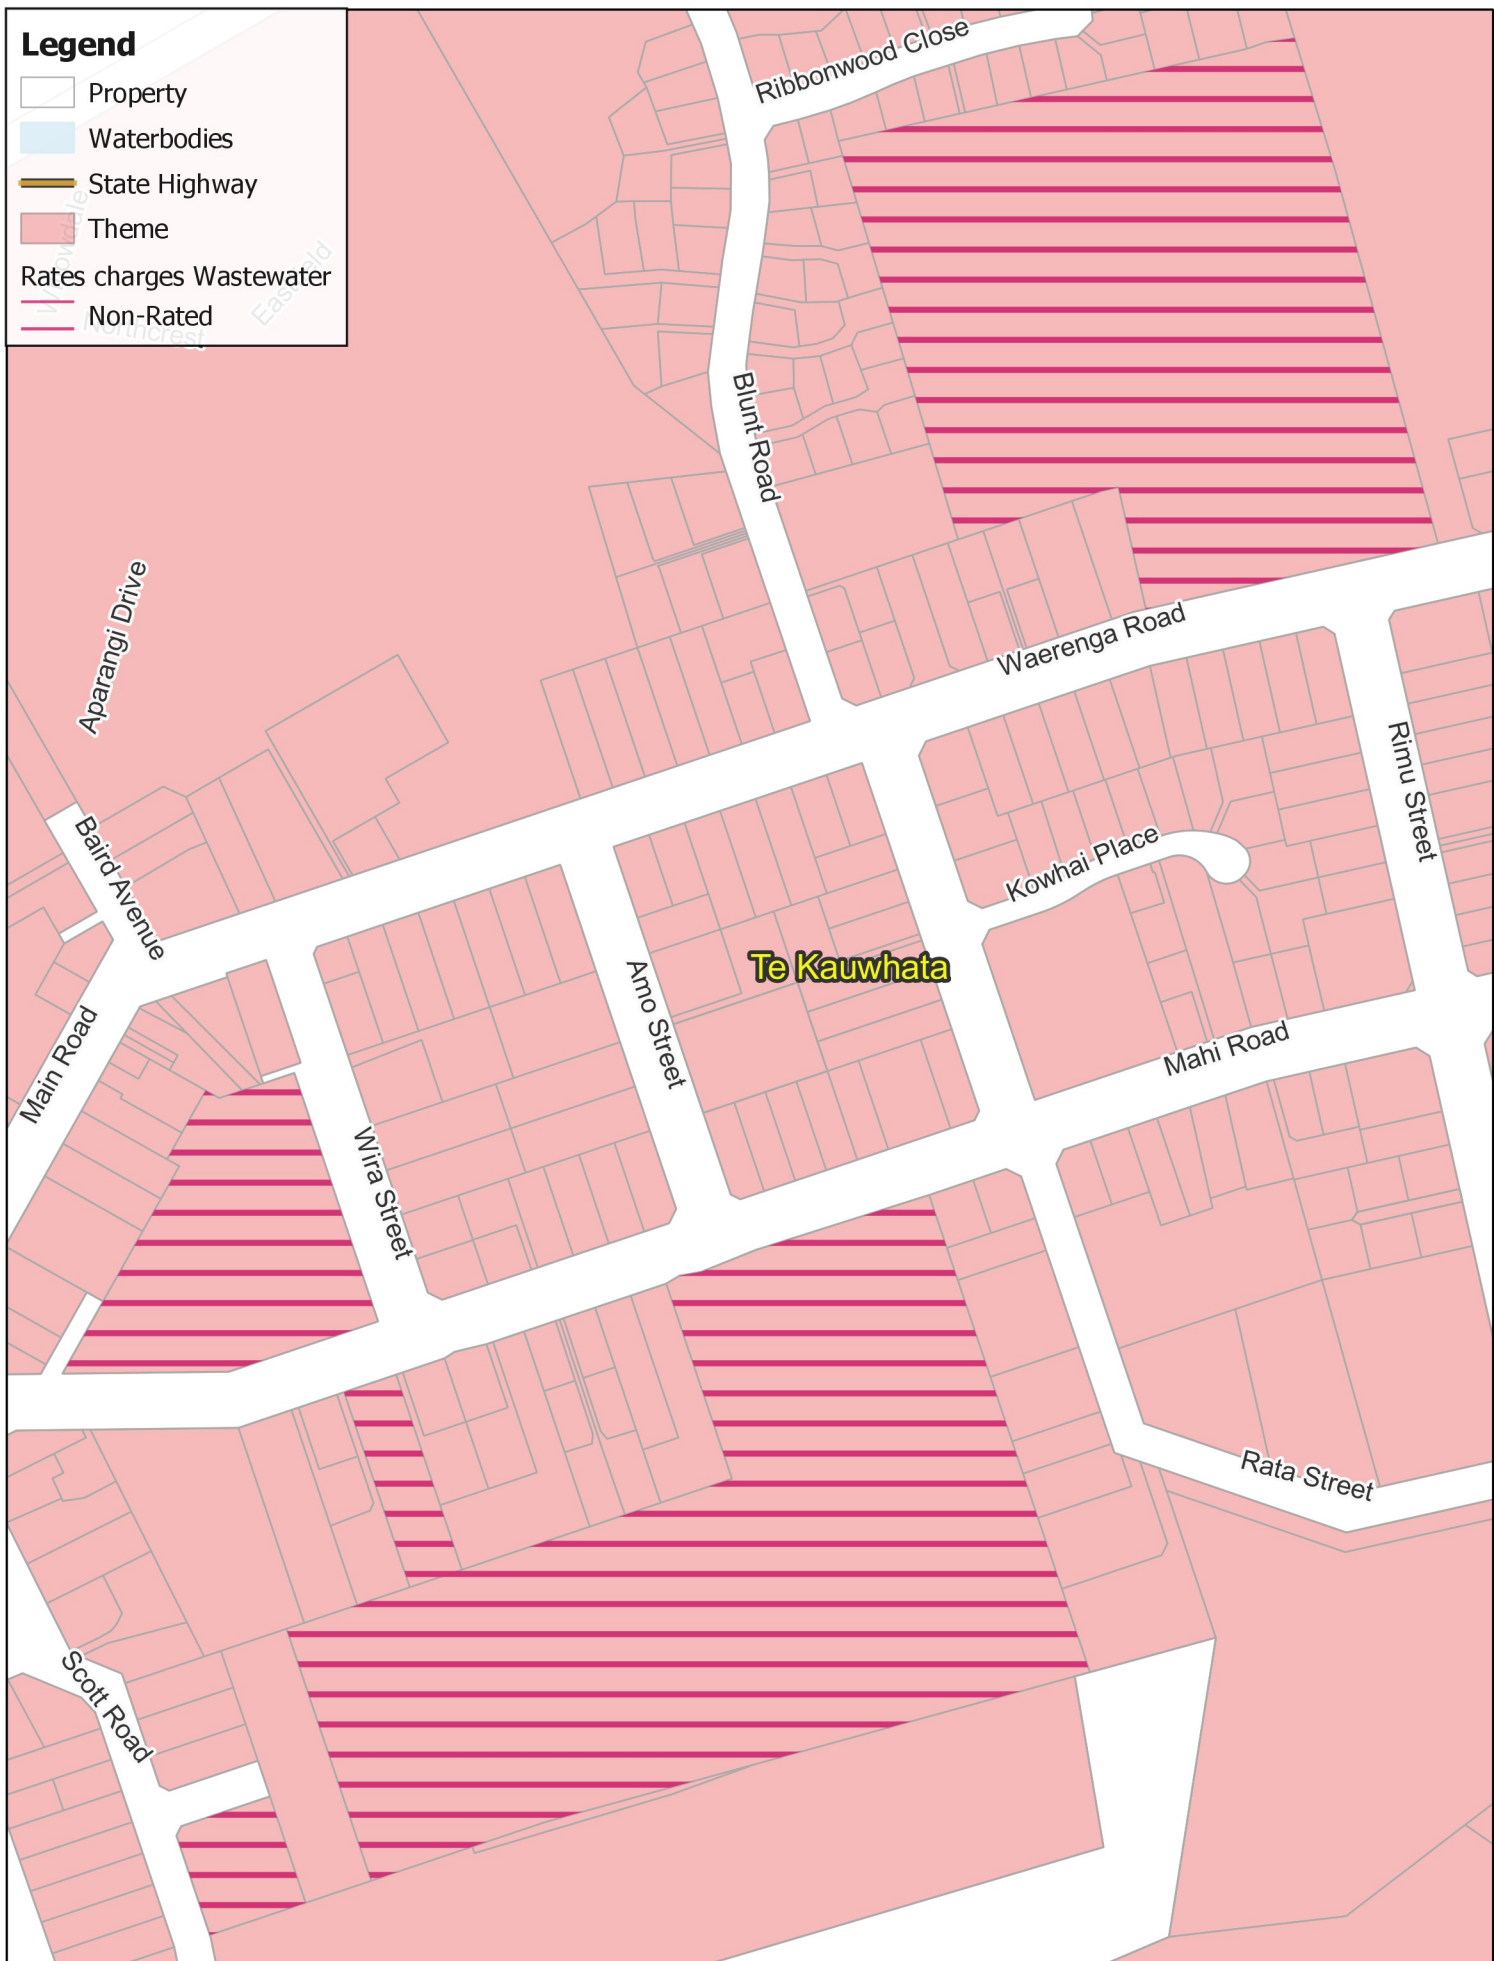 Legend
Property
Waterbodies
State Highway
Theme
Rates charges Wastewater
Non-Rated
Eastfield
Northcrest
Ribbonwood Close
Blunt Road
Aparangi Drive
Waerenga Road
Rimu Street
Baird Avenue
Kowhai Place
Te Kauwhata
Amo Street
Main Road
Mahi Road
Wira Street
Rata Street
Scott Road